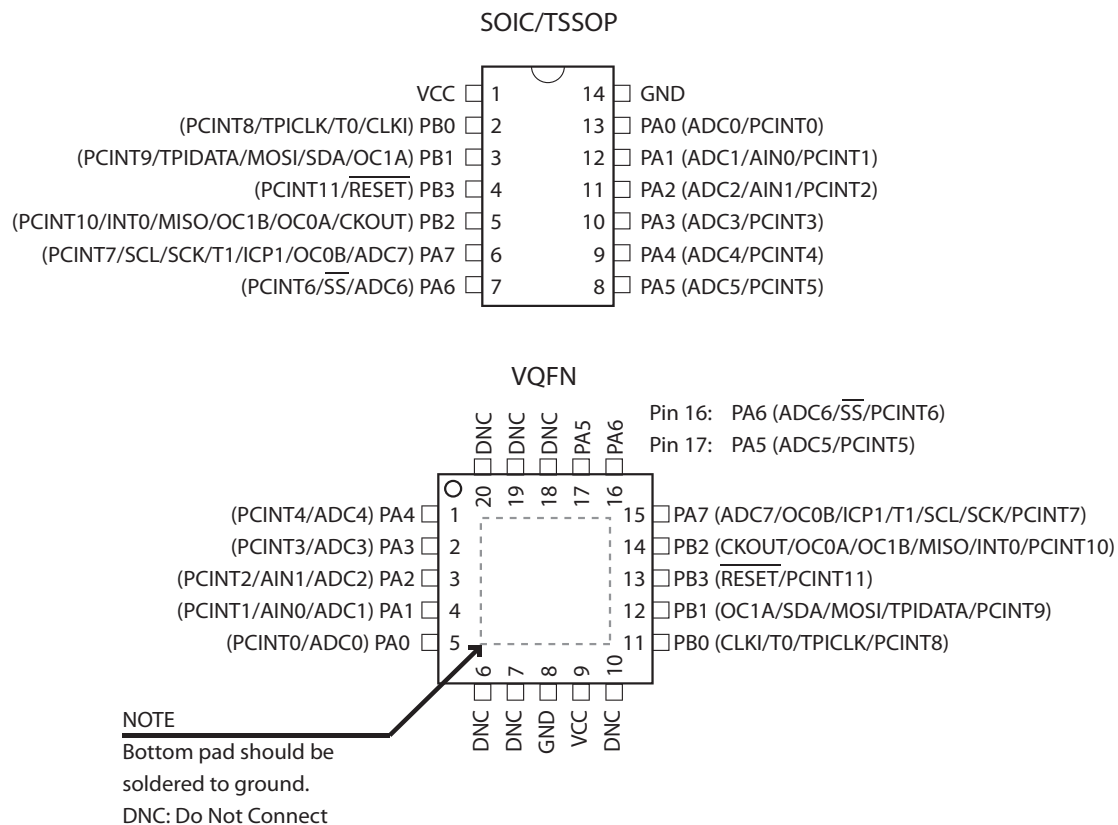 SOIC/TSSOP
VCC 1 14 GND
(PCINT8/TPICLK/T0/CLKI) PB0 2 13 PA0 (ADC0/PCINT0)
(PCINT9/TPIDATA/MOSI/SDA/OC1A) PB1 3 12 PA1 (ADC1/AIN0/PCINT1)
(PCINT11/RESET) PB3 4 11 PA2 (ADC2/AIN1/PCINT2)
(PCINT10/INT0/MISO/OC1B/OC0A/CKOUT) PB2 5 10 PA3 (ADC3/PCINT3)
(PCINT7/SCL/SCK/T1/ICP1/OC0B/ADC7) PA7 6 9 PA4 (ADC4/PCINT4)
(PCINT6/SS/ADC6) PA6 7 8 PA5 (ADC5/PCINT5)
VQFN
Pin 16: PA6 (ADC6/SS/PCINT6)
Pin 17: PA5 (ADC5/PCINT5)
DNC DNC DNC PA5 PA6
20 19 18 17 16
(PCINT4/ADC4) PA4 1 15 PA7 (ADC7/OC0B/ICP1/T1/SCL/SCK/PCINT7)
(PCINT3/ADC3) PA3 2 14 PB2 (CKOUT/OC0A/OC1B/MISO/INT0/PCINT10)
(PCINT2/AIN1/ADC2) PA2 3 13 PB3 (RESET/PCINT11)
(PCINT1/AIN0/ADC1) PA1 4 12 PB1 (OC1A/SDA/MOSI/TPIDATA/PCINT9)
(PCINT0/ADC0) PA0 5 11 PB0 (CLKI/T0/TPICLK/PCINT8)
6 7 8 9 10
DNC DNC GND VCC DNC
NOTE
Bottom pad should be
soldered to ground.
DNC: Do Not Connect